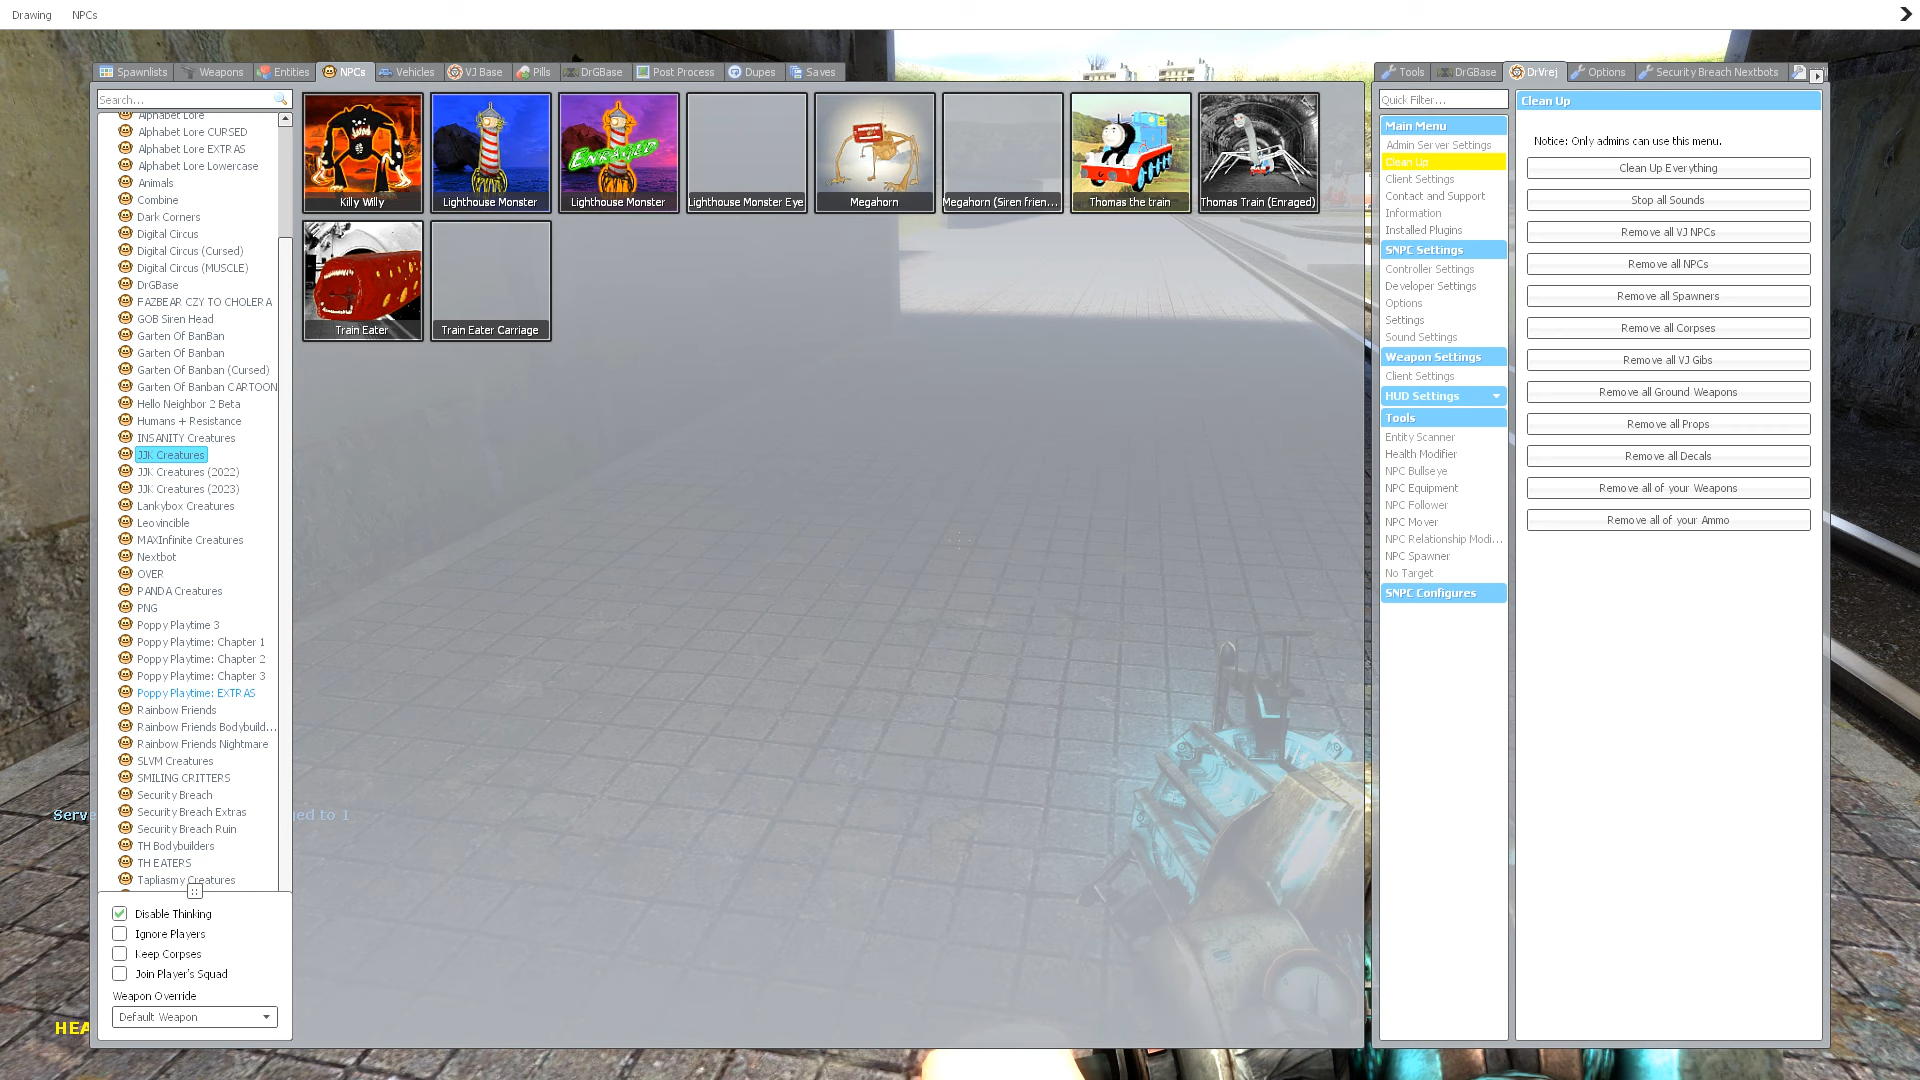 Drawing NPCs
Spawnlists Weapons Entities NPCs Vehicles VJ Base Pills DrGBase Post Process Dupes Saves
Search...
Alphabet Lore
Alphabet Lore CURSED
Alphabet Lore EXTRAS
Alphabet Lore Lowercase
Animals
Combine
Dark Corners
Digital Circus
Digital Circus (Cursed)
Digital Circus (MUSCLE)
DrGBase
FAZBEAR CZY TO CHOLERA
GOB Siren Head
Garten Of BanBan
Garten Of Banban
Garten Of Banban (Cursed)
Garten Of Banban CARTOON
Hello Neighbor 2 Beta
Humans + Resistance
INSANITY Creatures
JJK Creatures
JJK Creatures (2022)
JJK Creatures (2023)
Lankybox Creatures
Leovincible
MAXInfinite Creatures
Nextbot
OVER
PANDA Creatures
PNG
Poppy Playtime 3
Poppy Playtime: Chapter 1
Poppy Playtime: Chapter 2
Poppy Playtime: Chapter 3
Poppy Playtime: EXTRAS
Rainbow Friends
Rainbow Friends Bodybuild...
Rainbow Friends Nightmare
SLVM Creatures
SMILING CRITTERS
Security Breach
Security Breach Extras
Security Breach Ruin
TH Bodybuilders
TH EATERS
Tapliasmy Creatures
Disable Thinking
Ignore Players
Keep Corpses
Join Player's Squad
Weapon Override
Default Weapon
Killy Willy
Lighthouse Monster
ENRAGED
Lighthouse Monster
Lighthouse Monster Eye
Megahorn
Megahorn (Siren frien...
Thomas the train
Thomas Train (Enraged)
Train Eater
Train Eater Carriage
Serve
ged to 1
HEA
Tools DrGBase DrVrej Options Security Breach Nextbots
Quick Filter...
Main Menu
Admin Server Settings
Clean Up
Client Settings
Contact and Support
Information
Installed Plugins
SNPC Settings
Controller Settings
Developer Settings
Options
Settings
Sound Settings
Weapon Settings
Client Settings
HUD Settings
Tools
Entity Scanner
Health Modifier
NPC Bullseye
NPC Equipment
NPC Follower
NPC Mover
NPC Relationship Modi...
NPC Spawner
No Target
SNPC Configures
Clean Up
Notice: Only admins can use this menu.
Clean Up Everything
Stop all Sounds
Remove all VJ NPCs
Remove all NPCs
Remove all Spawners
Remove all Corpses
Remove all VJ Gibs
Remove all Ground Weapons
Remove all Props
Remove all Decals
Remove all of your Weapons
Remove all of your Ammo